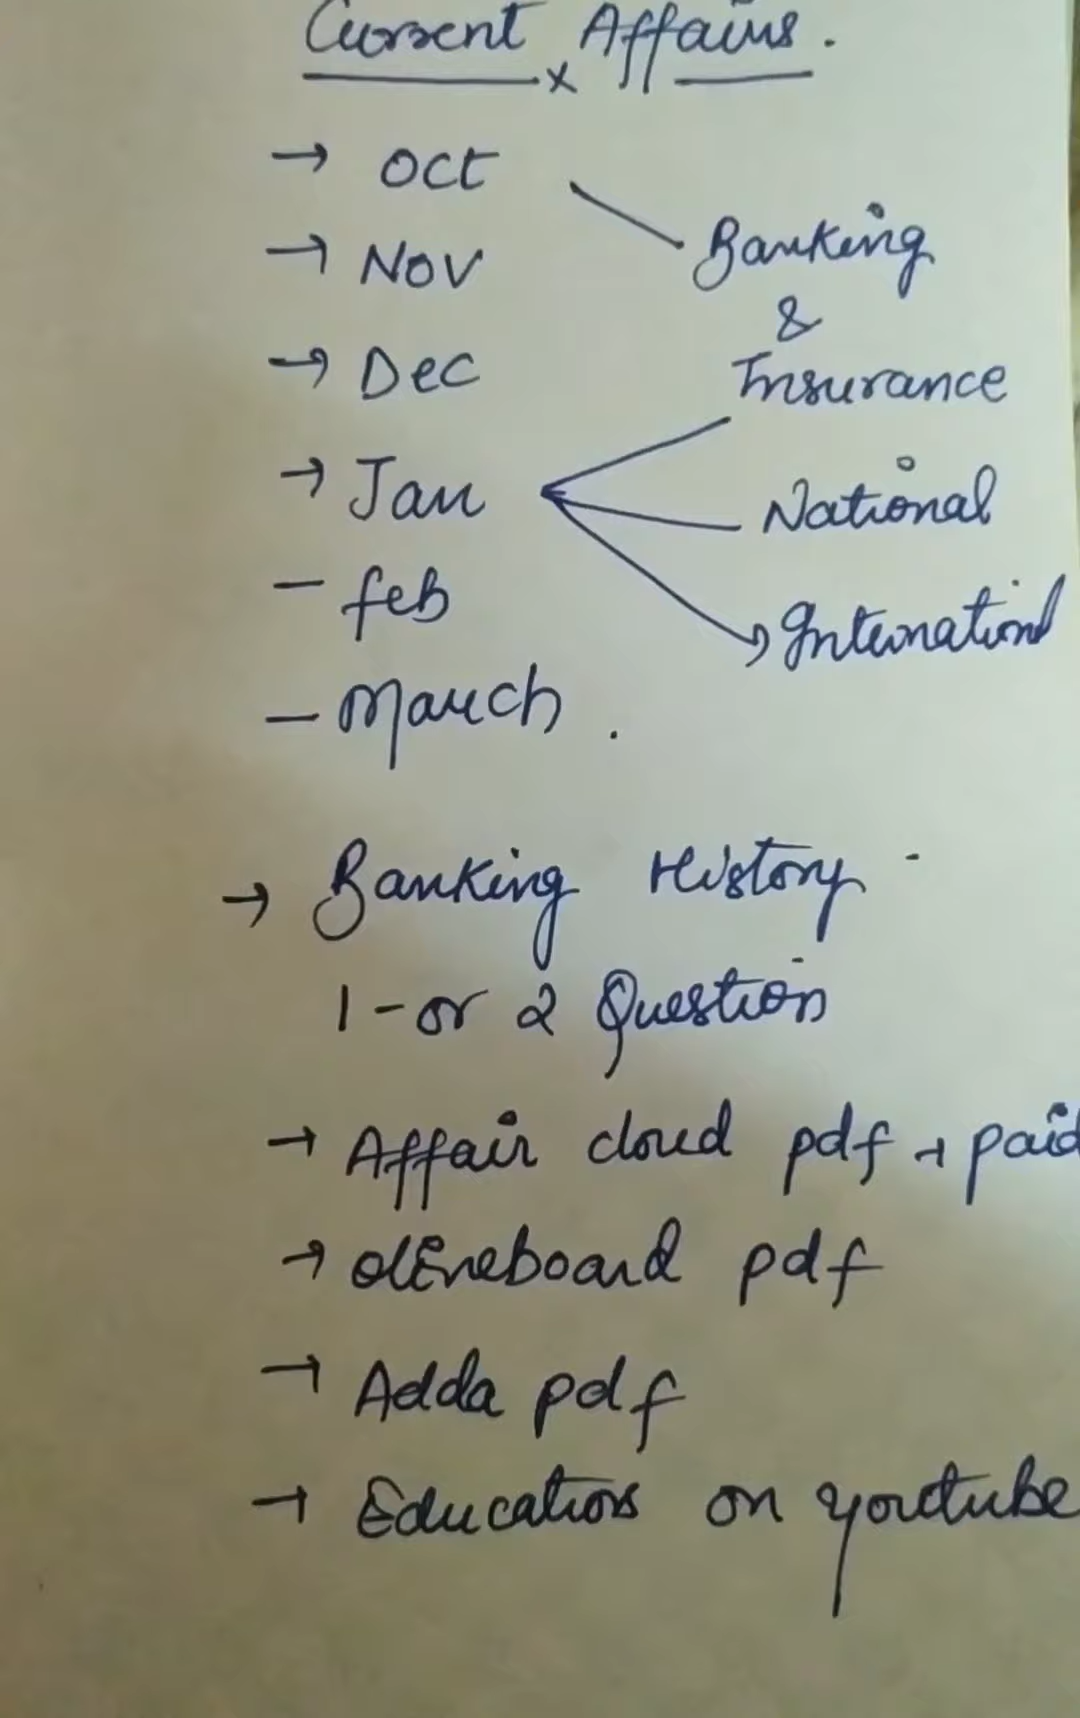 Current Affairs.
→ Oct
Banking
→ Nov
&
→ Dec
Insurance
→ Jan
National
- feb
→ Internationl
- March.
→ Banking History
1 - or 2 Question
→ Affair cloud pdf + paid
→ oliveboard pdf
→ Adda pdf
→ Educations on youtube